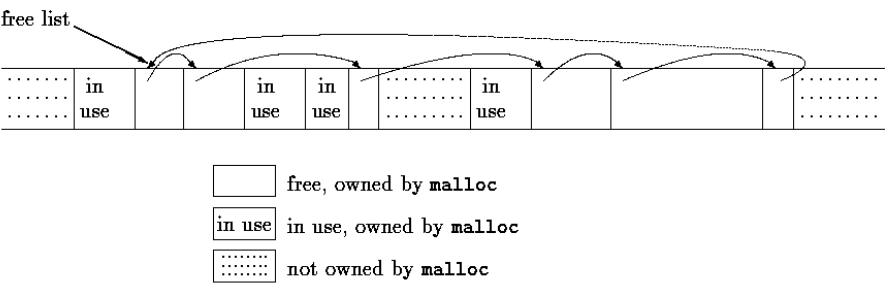 free list
in use
in use
in use
in use
free, owned by malloc
in use
in use, owned by malloc
not owned by malloc